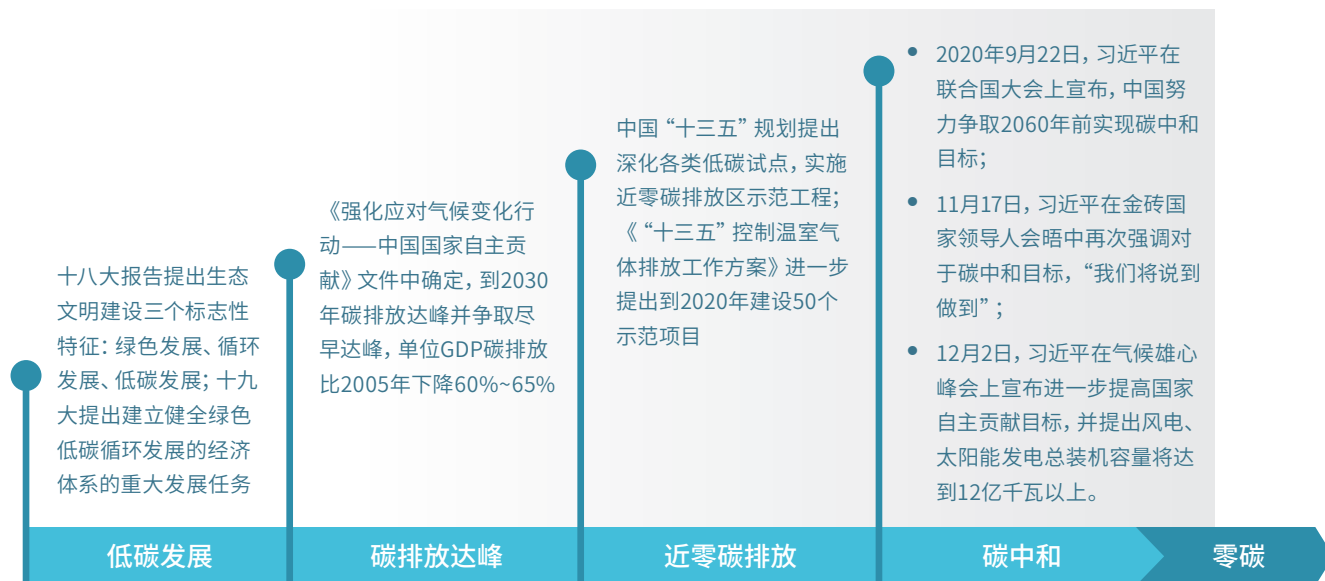 十八大报告提出生态
文明建设三个标志性
特征：绿色发展、循环
发展、低碳发展；十九
大提出建立健全绿色
低碳循环发展的经济
体系的重大发展任务
《强化应对气候变化行
动——中国国家自主贡
献》文件中确定，到2030
年碳排放达峰并争取尽
早达峰，单位GDP碳排放
比2005年下降60%~65%
中国“十三五”规划提出
深化各类低碳试点，实施
近零碳排放区示范工程；
《“十三五”控制温室气
体排放工作方案》进一步
提出到2020年建设50个
示范项目
• 2020年9月22日，习近平在
联合国大会上宣布，中国努
力争取2060年前实现碳中和
目标；
• 11月17日，习近平在金砖国
家领导人会晤中再次强调对
于碳中和目标，“我们将说到
做到”；
• 12月2日，习近平在气候雄心
峰会上宣布进一步提高国家
自主贡献目标，并提出风电、
太阳能发电总装机容量将达
到12亿千瓦以上。
低碳发展
碳排放达峰
近零碳排放
碳中和
零碳